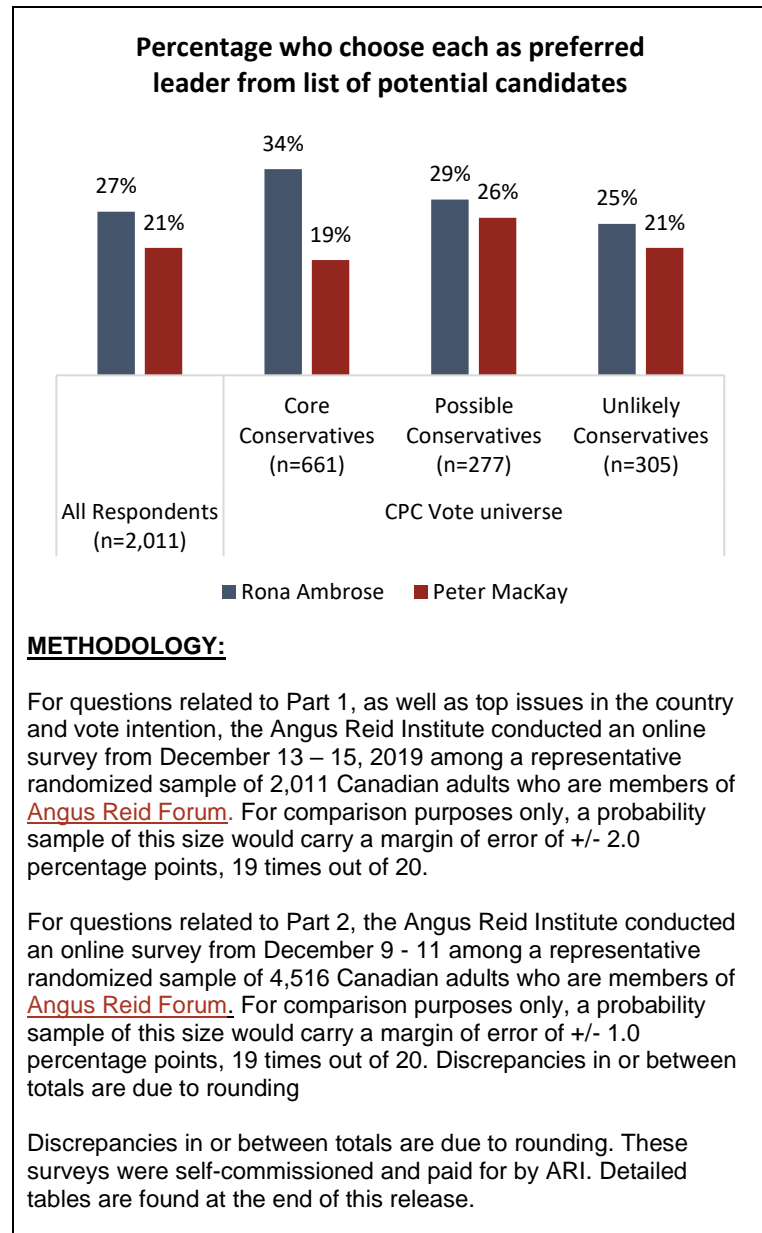 Percentage who choose each as preferred
leader from list of potential candidates
34%
29%
27%
26%
25%
21%
21%
19%
Core
Conservatives
(n=661)
Possible
Conservatives
(n=277)
Unlikely
Conservatives
(n=305)
All Respondents
(n=2,011)
CPC Vote universe
Rona Ambrose
Peter MacKay
METHODOLOGY:
For questions related to Part 1, as well as top issues in the country
and vote intention, the Angus Reid Institute conducted an online
survey from December 13 – 15, 2019 among a representative
randomized sample of 2,011 Canadian adults who are members of
Angus Reid Forum. For comparison purposes only, a probability
sample of this size would carry a margin of error of +/- 2.0
percentage points, 19 times out of 20.
For questions related to Part 2, the Angus Reid Institute conducted
an online survey from December 9 - 11 among a representative
randomized sample of 4,516 Canadian adults who are members of
Angus Reid Forum. For comparison purposes only, a probability
sample of this size would carry a margin of error of +/- 1.0
percentage points, 19 times out of 20. Discrepancies in or between
totals are due to rounding
Discrepancies in or between totals are due to rounding. These
surveys were self-commissioned and paid for by ARI. Detailed
tables are found at the end of this release.